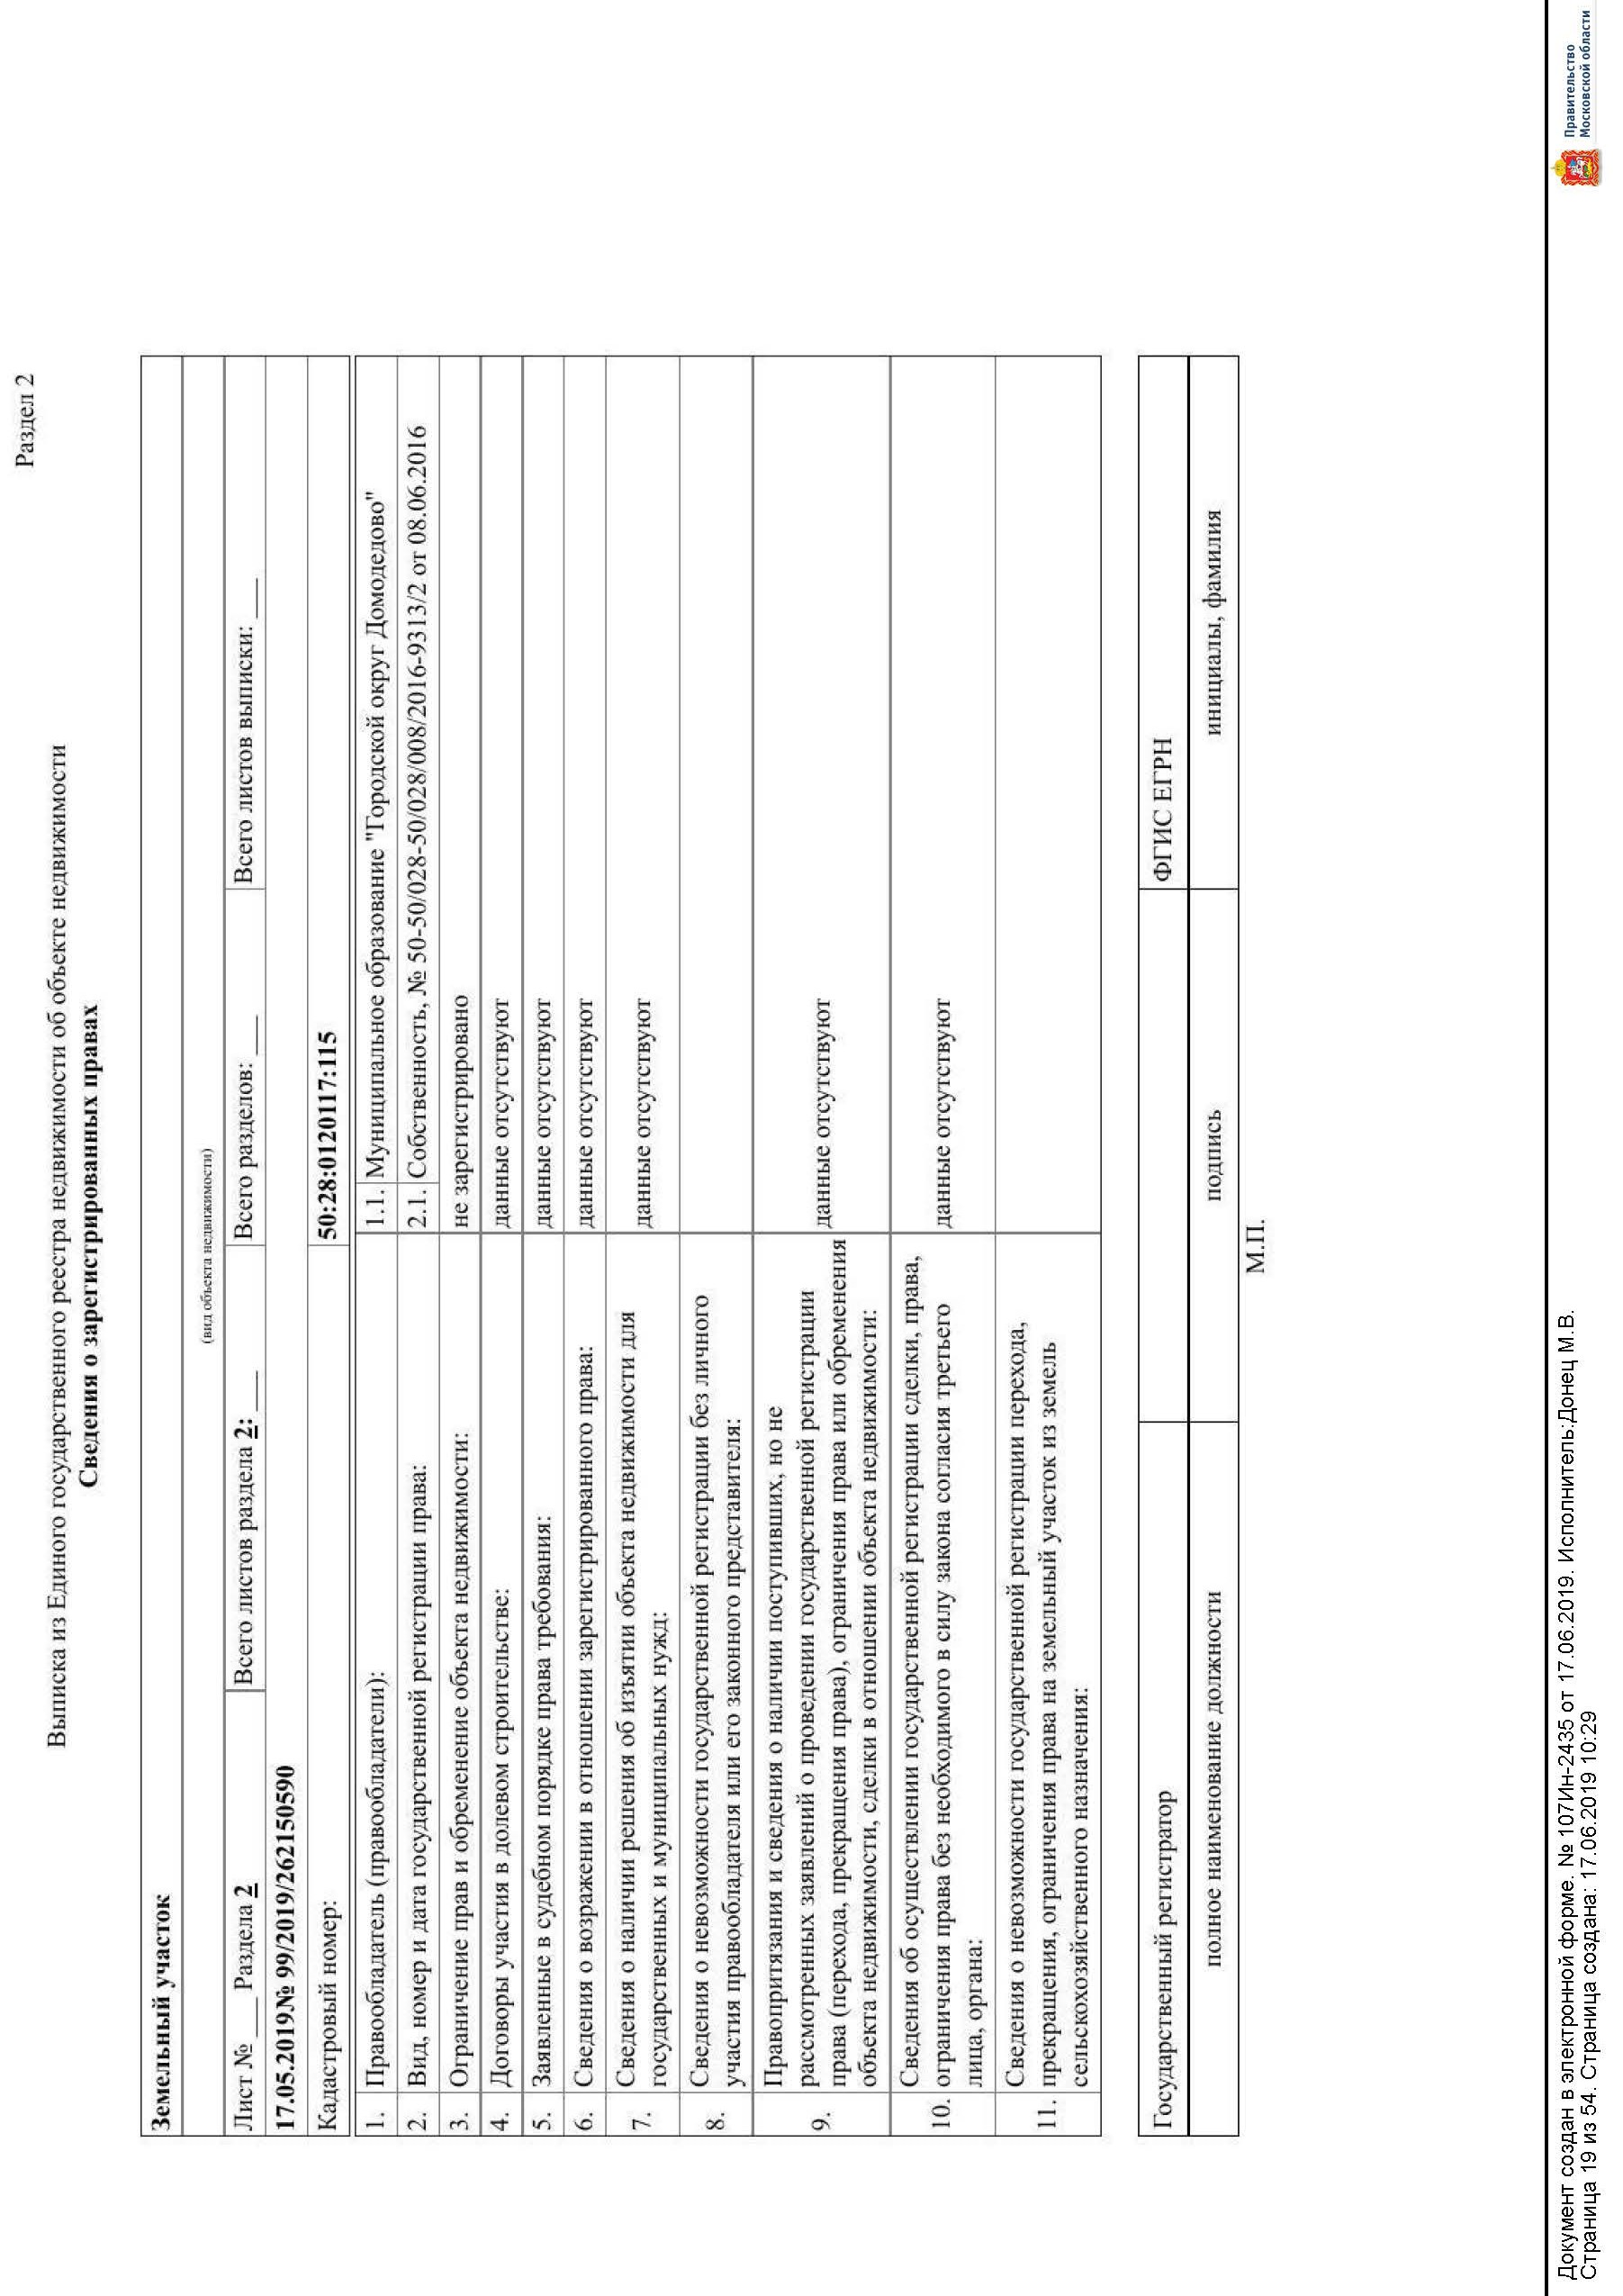 Раздел 2
Выписка из Единого государственного реестра недвижимости об объекте недвижимости
Сведения о зарегистрированных правах
Земельный участок
(вид объекта недвижимости)
Лист № ___ Раздела 2 Всего листов раздела 2: ___ Всего разделов: ___ Всего листов выписки: ___
17.05.2019№ 99/2019/262150590
Кадастровый номер: 50:28:0120117:115
1. Правообладатель (правообладатели): 1.1. Муниципальное образование "Городской округ Домодедово"
2. Вид, номер и дата государственной регистрации права: 2.1. Собственность, № 50-50/028-50/028/008/2016-9313/2 от 08.06.2016
3. Ограничение прав и обременение объекта недвижимости: не зарегистрировано
4. Договоры участия в долевом строительстве: данные отсутствуют
5. Заявленные в судебном порядке права требования: данные отсутствуют
6. Сведения о возражении в отношении зарегистрированного права: данные отсутствуют
7. Сведения о наличии решения об изъятии объекта недвижимости для
государственных и муниципальных нужд: данные отсутствуют
8. Сведения о невозможности государственной регистрации без личного
участия правообладателя или его законного представителя:
9. Правопритязания и сведения о наличии поступивших, но не
рассмотренных заявлений о проведении государственной регистрации
права (перехода, прекращения права), ограничения права или обременения
объекта недвижимости, сделки в отношении объекта недвижимости: данные отсутствуют
10. Сведения об осуществлении государственной регистрации сделки, права,
ограничения права без необходимого в силу закона согласия третьего
лица, органа: данные отсутствуют
11. Сведения о невозможности государственной регистрации перехода,
прекращения, ограничения права на земельный участок из земель
сельскохозяйственного назначения:
Государственный регистратор ФГИС ЕГРН
полное наименование должности подпись инициалы, фамилия
М.П.
Документ создан в электронной форме. № 107Ин-2435 от 17.06.2019. Исполнитель:Донец М.В.
Страница 19 из 54. Страница создана: 17.06.2019 10:29
Правительство
Московской области